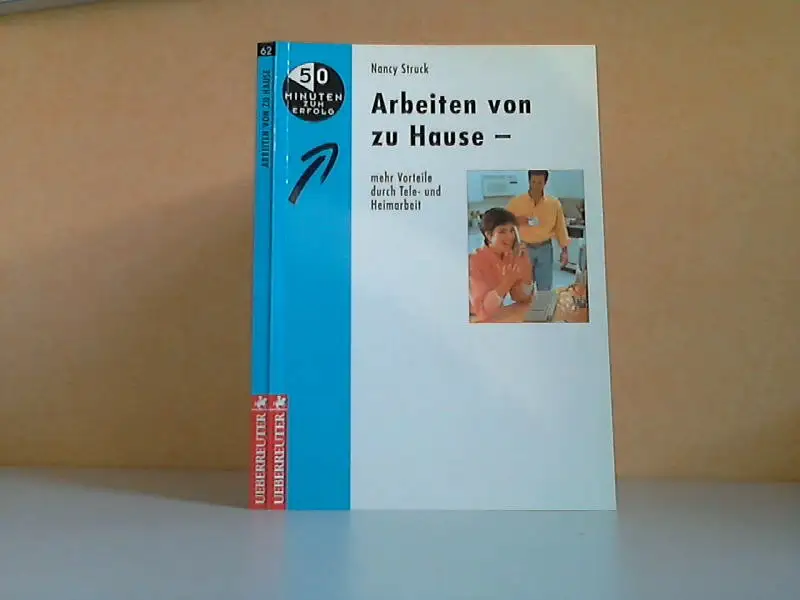 62
ARBEITEN VON ZU HAUSE
UEBERREUTER
50
MINUTEN
ZUM
ERFOLG
UEBERREUTER
Nancy Struck
Arbeiten von
zu Hause –
mehr Vorteile
durch Tele- und
Heimarbeit